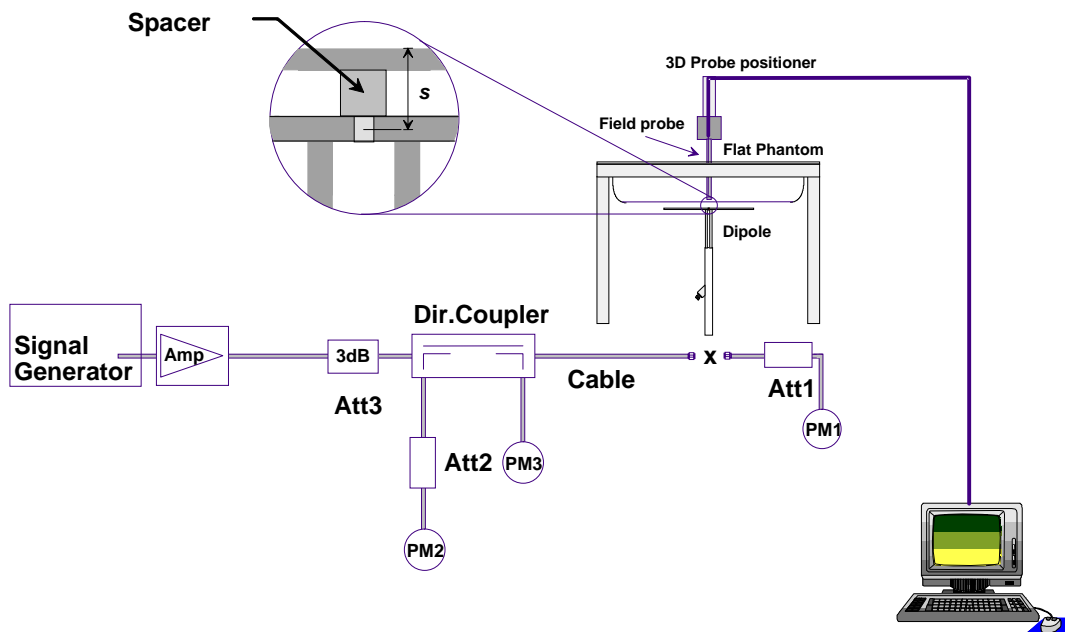 Spacer
s
3D Probe positioner
Field probe
Flat Phantom
Dipole
Dir.Coupler
Signal
Generator
Amp
3dB
Att3
Cable
x
Att1
PM1
Att2
PM3
PM2